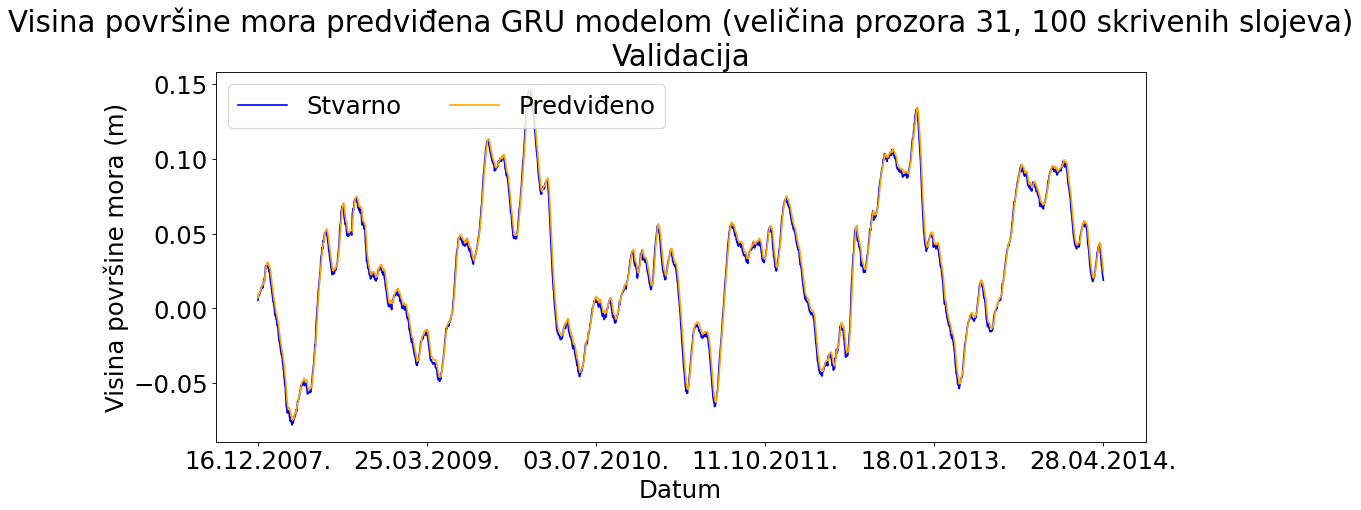 Visina površine mora predviđena GRU modelom (veličina prozora 31, 100 skrivenih slojeva)
Validacija
Stvarno Predviđeno
Visina površine mora (m)
0.15
0.10
0.05
0.00
−0.05
16.12.2007. 25.03.2009. 03.07.2010. 11.10.2011. 18.01.2013. 28.04.2014.
Datum